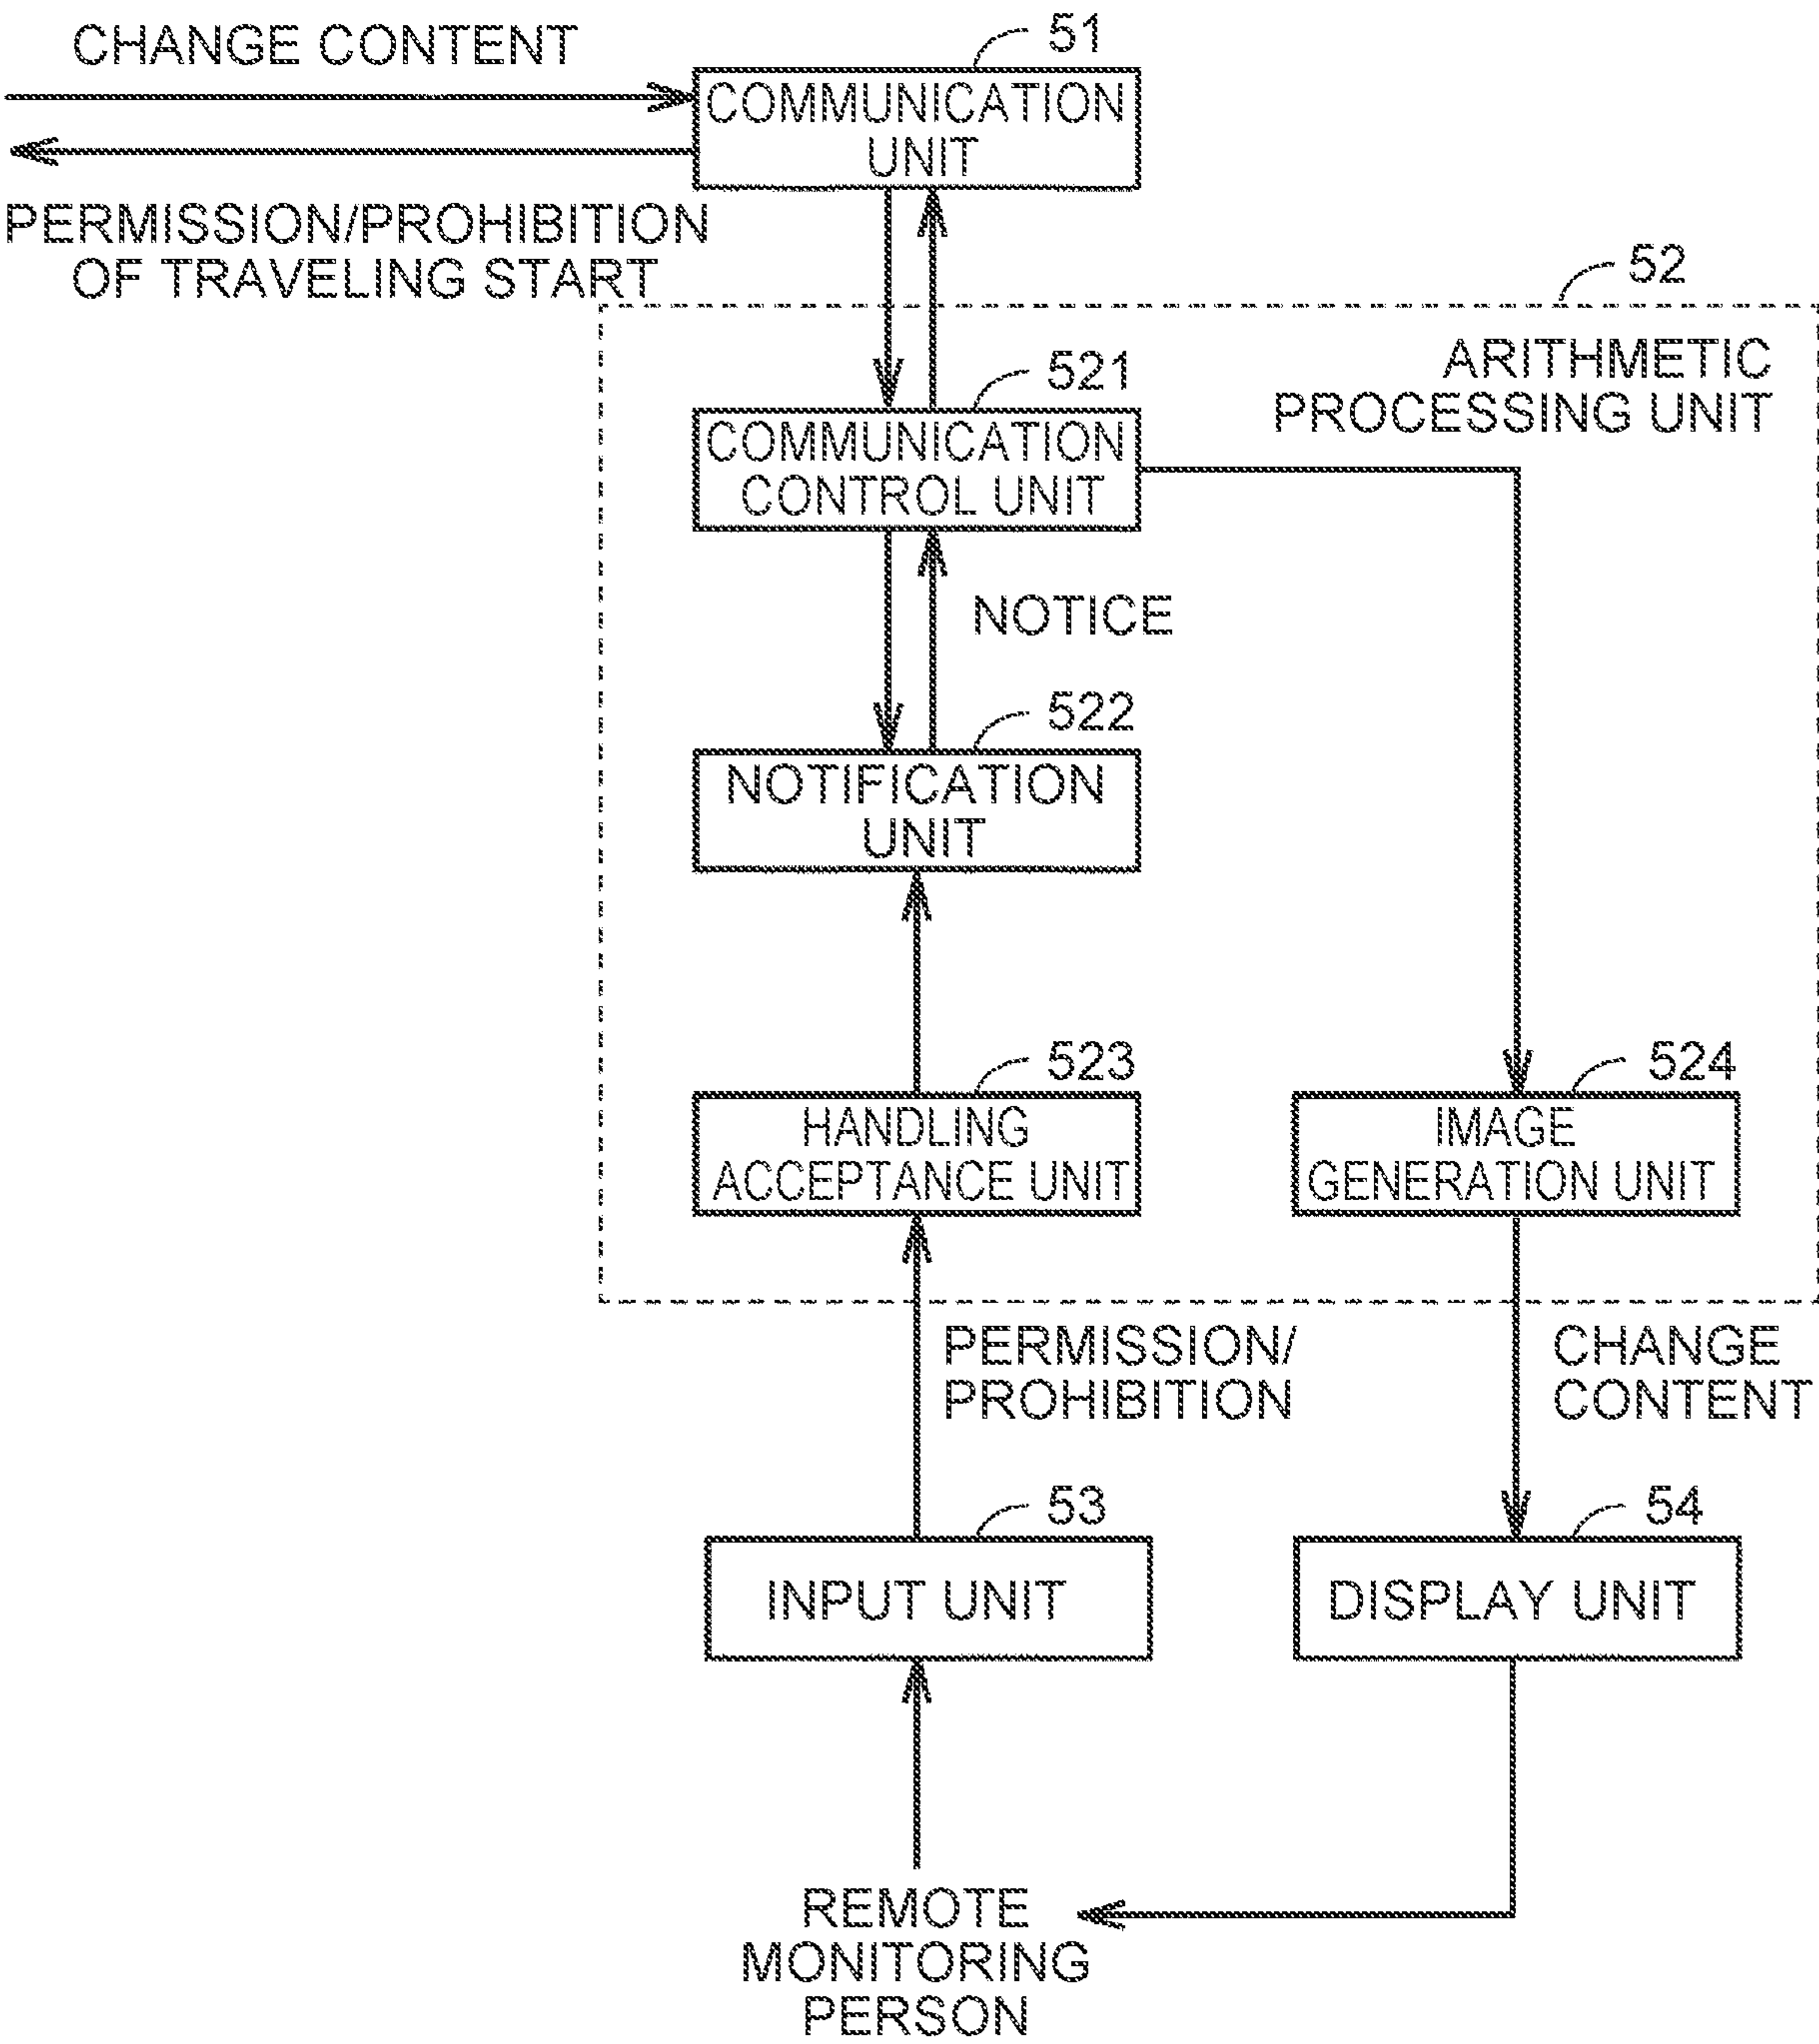 CHANGE CONTENT
51
COMMUNICATION
UNIT
PERMISSION/PROHIBITION
OF TRAVELING START
52
ARITHMETIC
PROCESSING UNIT
521
COMMUNICATION
CONTROL UNIT
NOTICE
522
NOTIFICATION
UNIT
523
HANDLING
ACCEPTANCE UNIT
524
IMAGE
GENERATION UNIT
PERMISSION/
PROHIBITION
CHANGE
CONTENT
53
INPUT UNIT
54
DISPLAY UNIT
REMOTE
MONITORING
PERSON